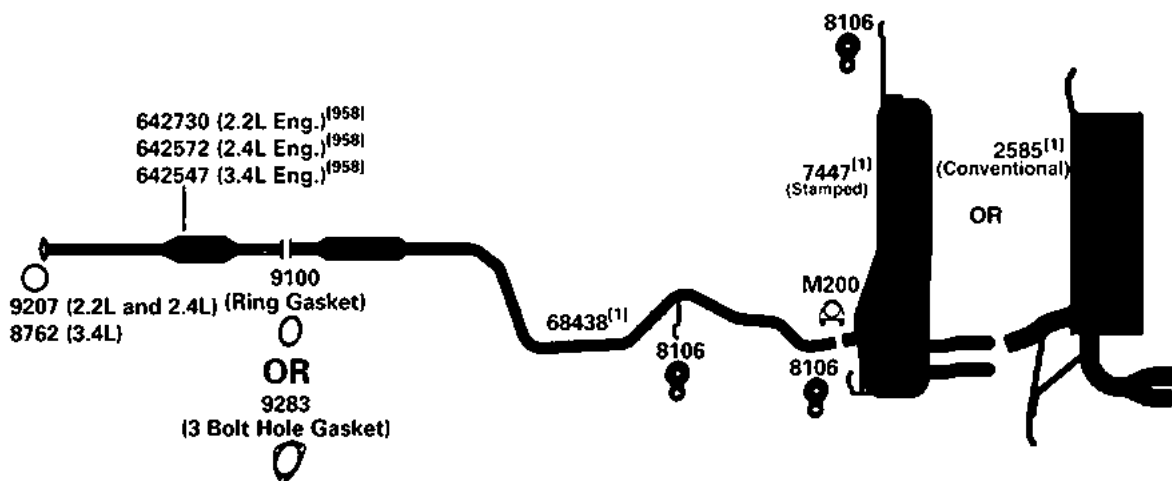 8106
642730 (2.2L Eng.)[958]
642572 (2.4L Eng.)[958]
642547 (3.4L Eng.)[958]
7447[1]
(Stamped)
2585[1]
(Conventional)
OR
9100
(Ring Gasket)
9207 (2.2L and 2.4L)
8762 (3.4L)
OR
9283
(3 Bolt Hole Gasket)
68438[1]
8106
M200
8106